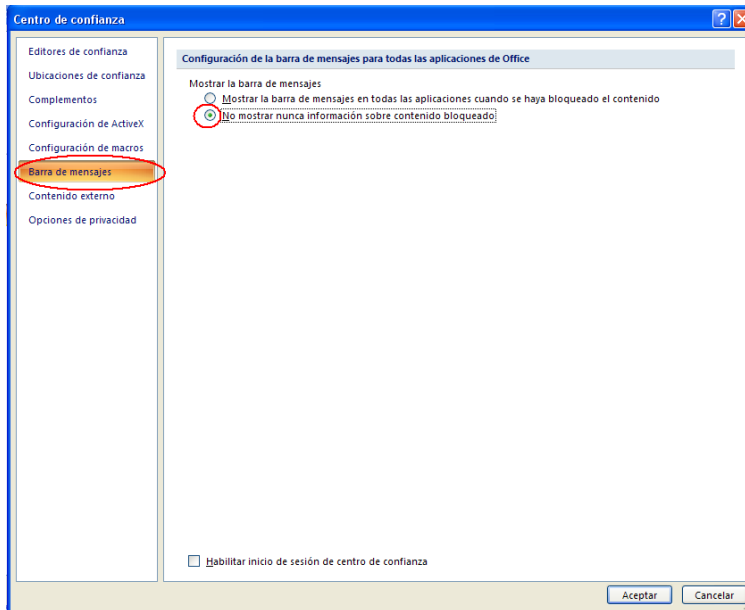 Centro de confianza
Editores de confianza
Ubicaciones de confianza
Complementos
Configuración de ActiveX
Configuración de macros
Barra de mensajes
Contenido externo
Opciones de privacidad
Configuración de la barra de mensajes para todas las aplicaciones de Office
Mostrar la barra de mensajes
Mostrar la barra de mensajes en todas las aplicaciones cuando se haya bloqueado el contenido
No mostrar nunca información sobre contenido bloqueado
Habilitar inicio de sesión de centro de confianza
Aceptar
Cancelar